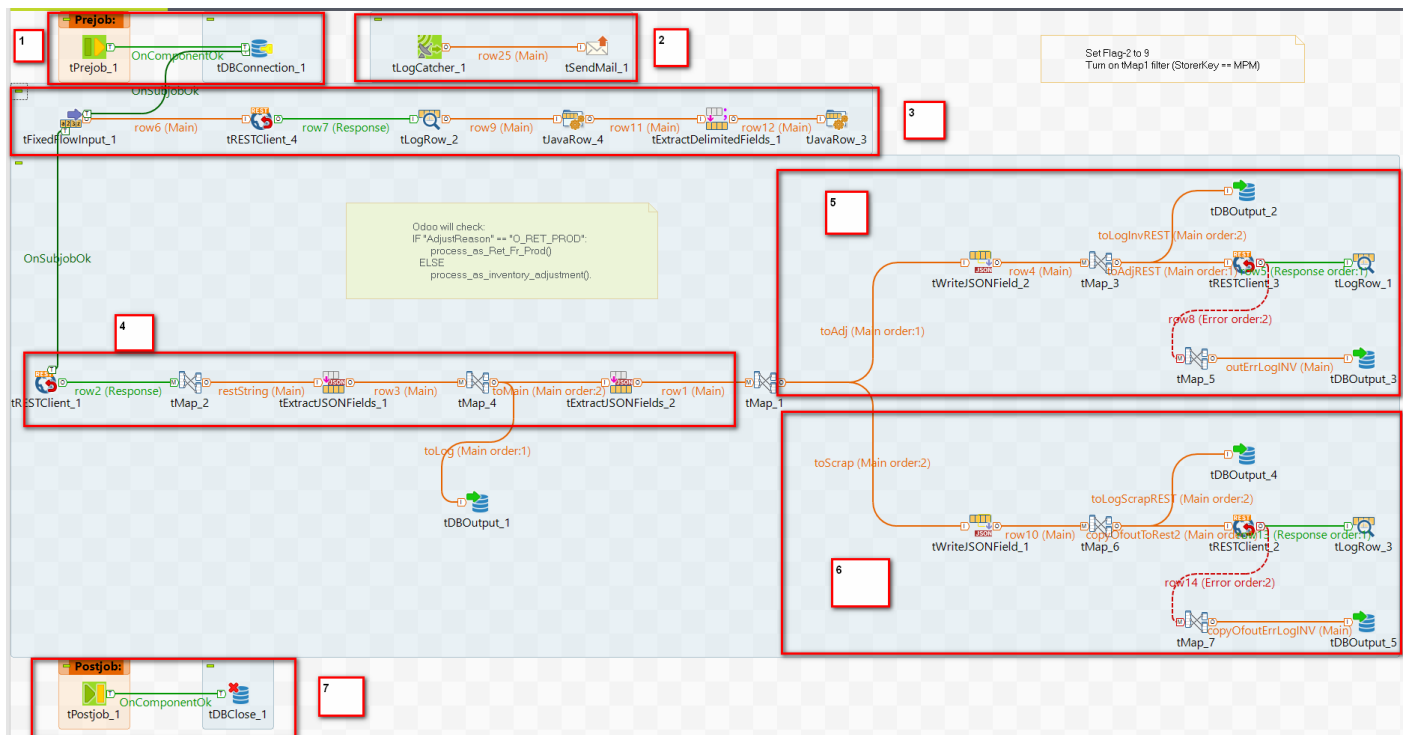 Prejob:
1
OnComponentOk
tPrejob_1
tDBConnection_1
row25 (Main)
tLogCatcher_1
tSendMail_1
2
Set Flag-2 to 9
Turn on tMap1 filter (StorerKey == MPM)
OnSubjobOk
row6 (Main)
row7 (Response)
row9 (Main)
row11 (Main)
row12 (Main)
tFixedFlowInput_1
tRESTClient_4
tLogRow_2
tJavaRow_4
tExtractDelimitedFields_1
tJavaRow_3
3
Odoo will check:
IF "AdjustReason" == "O_RET_PROD":
process_as_Ret_Fr_Prod()
ELSE
process_as_inventory_adjustment().
OnSubjobOk
4
row2 (Response)
restString (Main)
row3 (Main)
toMain (Main order:2)
row1 (Main)
tRESTClient_1
tMap_2
tExtractJSONFields_1
tMap_4
tExtractJSONFields_2
tMap_1
toLog (Main order:1)
tDBOutput_1
toAdj (Main order:1)
toScrap (Main order:2)
5
tDBOutput_2
toLogInvREST (Main order:2)
row4 (Main)
toAdjREST (Main order:1)
row5 (Response order:1)
tWriteJSONField_2
tMap_3
tRESTClient_3
tLogRow_1
row8 (Error order:2)
outErrLogINV (Main)
tMap_5
tDBOutput_3
tDBOutput_4
toLogScrapREST (Main order:2)
row10 (Main)
copyOfoutToRest2 (Main order:1)
row13 (Response order:1)
tWriteJSONField_1
tMap_6
tRESTClient_2
tLogRow_3
6
row14 (Error order:2)
copyOfoutErrLogINV (Main)
tMap_7
tDBOutput_5
Postjob:
7
OnComponentOk
tPostjob_1
tDBClose_1